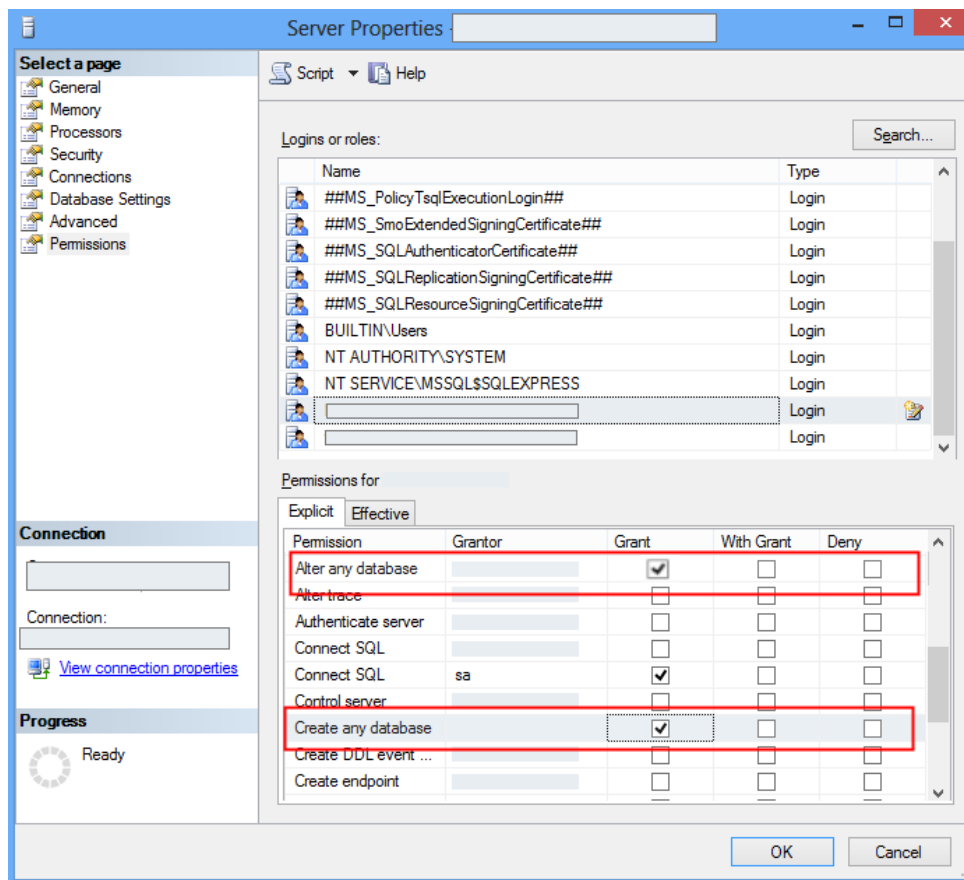 Server Properties -
Select a page
General
Memory
Processors
Security
Connections
Database Settings
Advanced
Permissions
Connection
Connection:
View connection properties
Progress
Ready
Script Help
Logins or roles:
Search...
Name Type
##MS_PolicyTsqlExecutionLogin## Login
##MS_SmoExtendedSigningCertificate## Login
##MS_SQLAuthenticatorCertificate## Login
##MS_SQLReplicationSigningCertificate## Login
##MS_SQLResourceSigningCertificate## Login
BUILTIN\Users Login
NT AUTHORITY\SYSTEM Login
NT SERVICE\MSSQL$SQLEXPRESS Login
Login
Login
Permissions for
Explicit Effective
Permission Grantor Grant With Grant Deny
Alter any database
Alter trace
Authenticate server
Connect SQL
Connect SQL sa
Control server
Create any database
Create DDL event ...
Create endpoint
OK Cancel